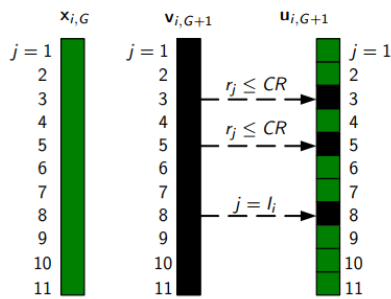 x_{i,G} v_{i,G+1} u_{i,G+1}
j = 1 j = 1 j = 1
2 2 2
3 3 r_j ≤ CR 3
4 4 4
5 5 r_j ≤ CR 5
6 6 6
7 7 7
8 8 j = I_i 8
9 9 9
10 10 10
11 11 11